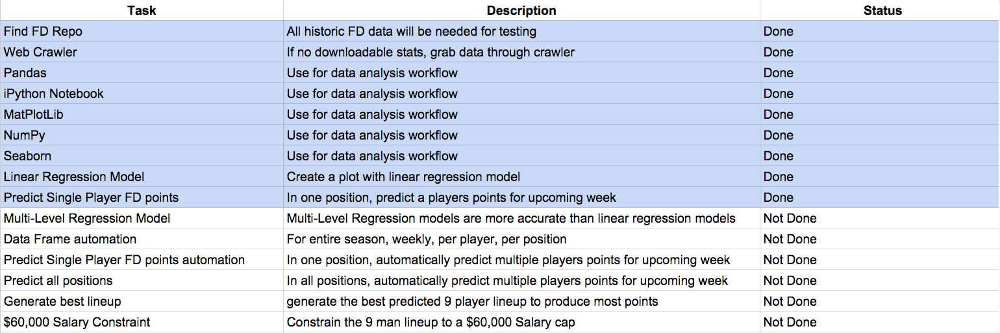 Task Description Status
Find FD Repo All historic FD data will be needed for testing Done
Web Crawler If no downloadable stats, grab data through crawler Done
Pandas Use for data analysis workflow Done
iPython Notebook Use for data analysis workflow Done
MatPlotLib Use for data analysis workflow Done
NumPy Use for data analysis workflow Done
Seaborn Use for data analysis workflow Done
Linear Regression Model Create a plot with linear regression model Done
Predict Single Player FD points In one position, predict a players points for upcoming week Done
Multi-Level Regression Model Multi-Level Regression models are more accurate than linear regression models Not Done
Data Frame automation For entire season, weekly, per player, per position Not Done
Predict Single Player FD points automation In one position, automatically predict multiple players points for upcoming week Not Done
Predict all positions In all positions, automatically predict multiple players points for upcoming week Not Done
Generate best lineup generate the best predicted 9 player lineup to produce most points Not Done
$60,000 Salary Constraint Constrain the 9 man lineup to a $60,000 Salary cap Not Done